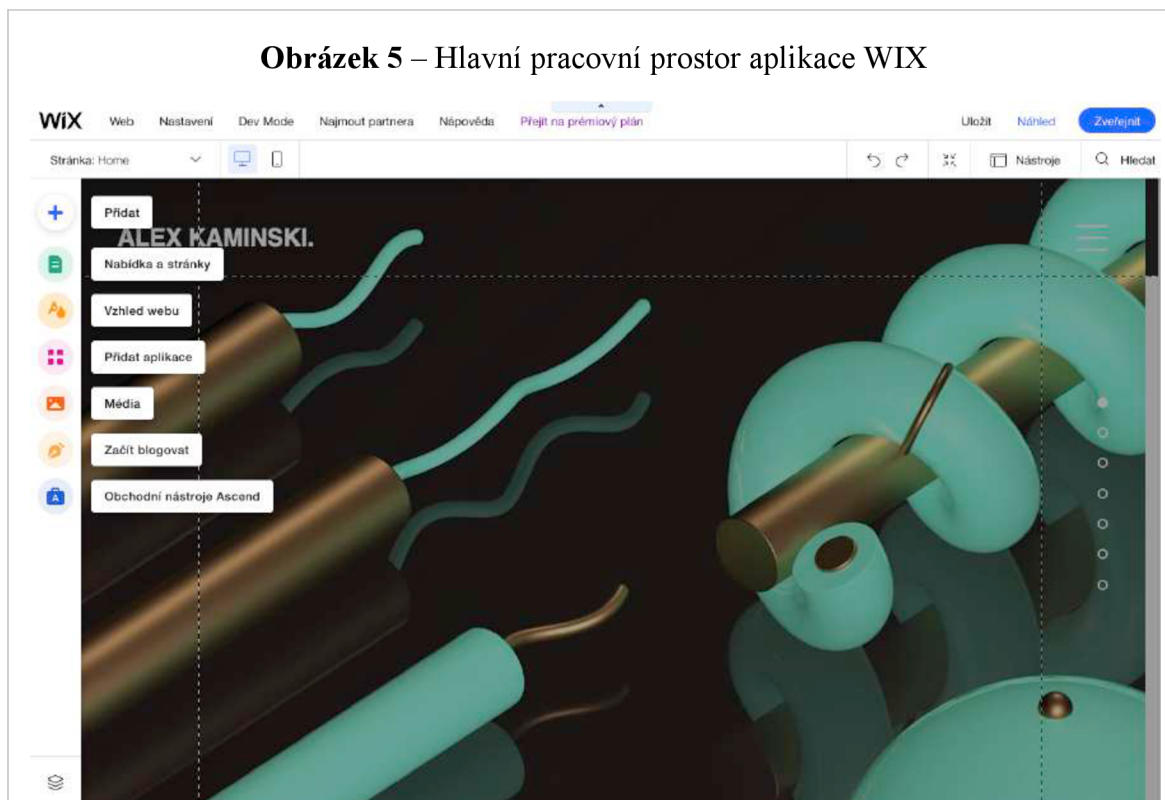 Obrázek 5 – Hlavní pracovní prostor aplikace WIX
WiX Web Nastavení Dev Mode Najmout partnera Nápověda Přejít na prémiový plán Uložit Náhled Zveřejnit
Stránka: Home Nástroje Hledat
Přidat
ALEX KAMINSKI.
Nabídka a stránky
Vzhled webu
Přidat aplikace
Média
Začít blogovat
Obchodní nástroje Ascend